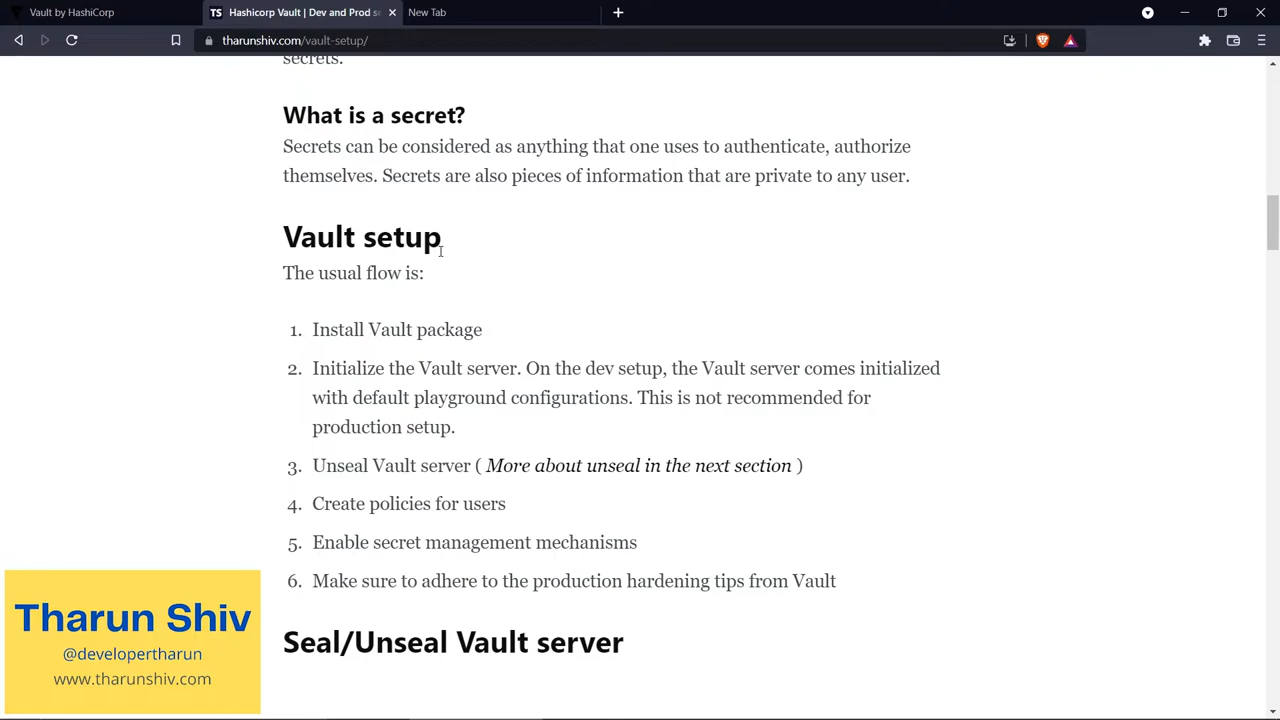 Vault by HashiCorp
TS Hashicorp Vault | Dev and Prod s
New Tab
tharunshiv.com/vault-setup/
secrets.
What is a secret?
Secrets can be considered as anything that one uses to authenticate, authorize
themselves. Secrets are also pieces of information that are private to any user.
Vault setup
The usual flow is:
1. Install Vault package
2. Initialize the Vault server. On the dev setup, the Vault server comes initialized
with default playground configurations. This is not recommended for
production setup.
3. Unseal Vault server ( More about unseal in the next section )
4. Create policies for users
5. Enable secret management mechanisms
6. Make sure to adhere to the production hardening tips from Vault
Seal/Unseal Vault server
Tharun Shiv
@developertharun
www.tharunshiv.com